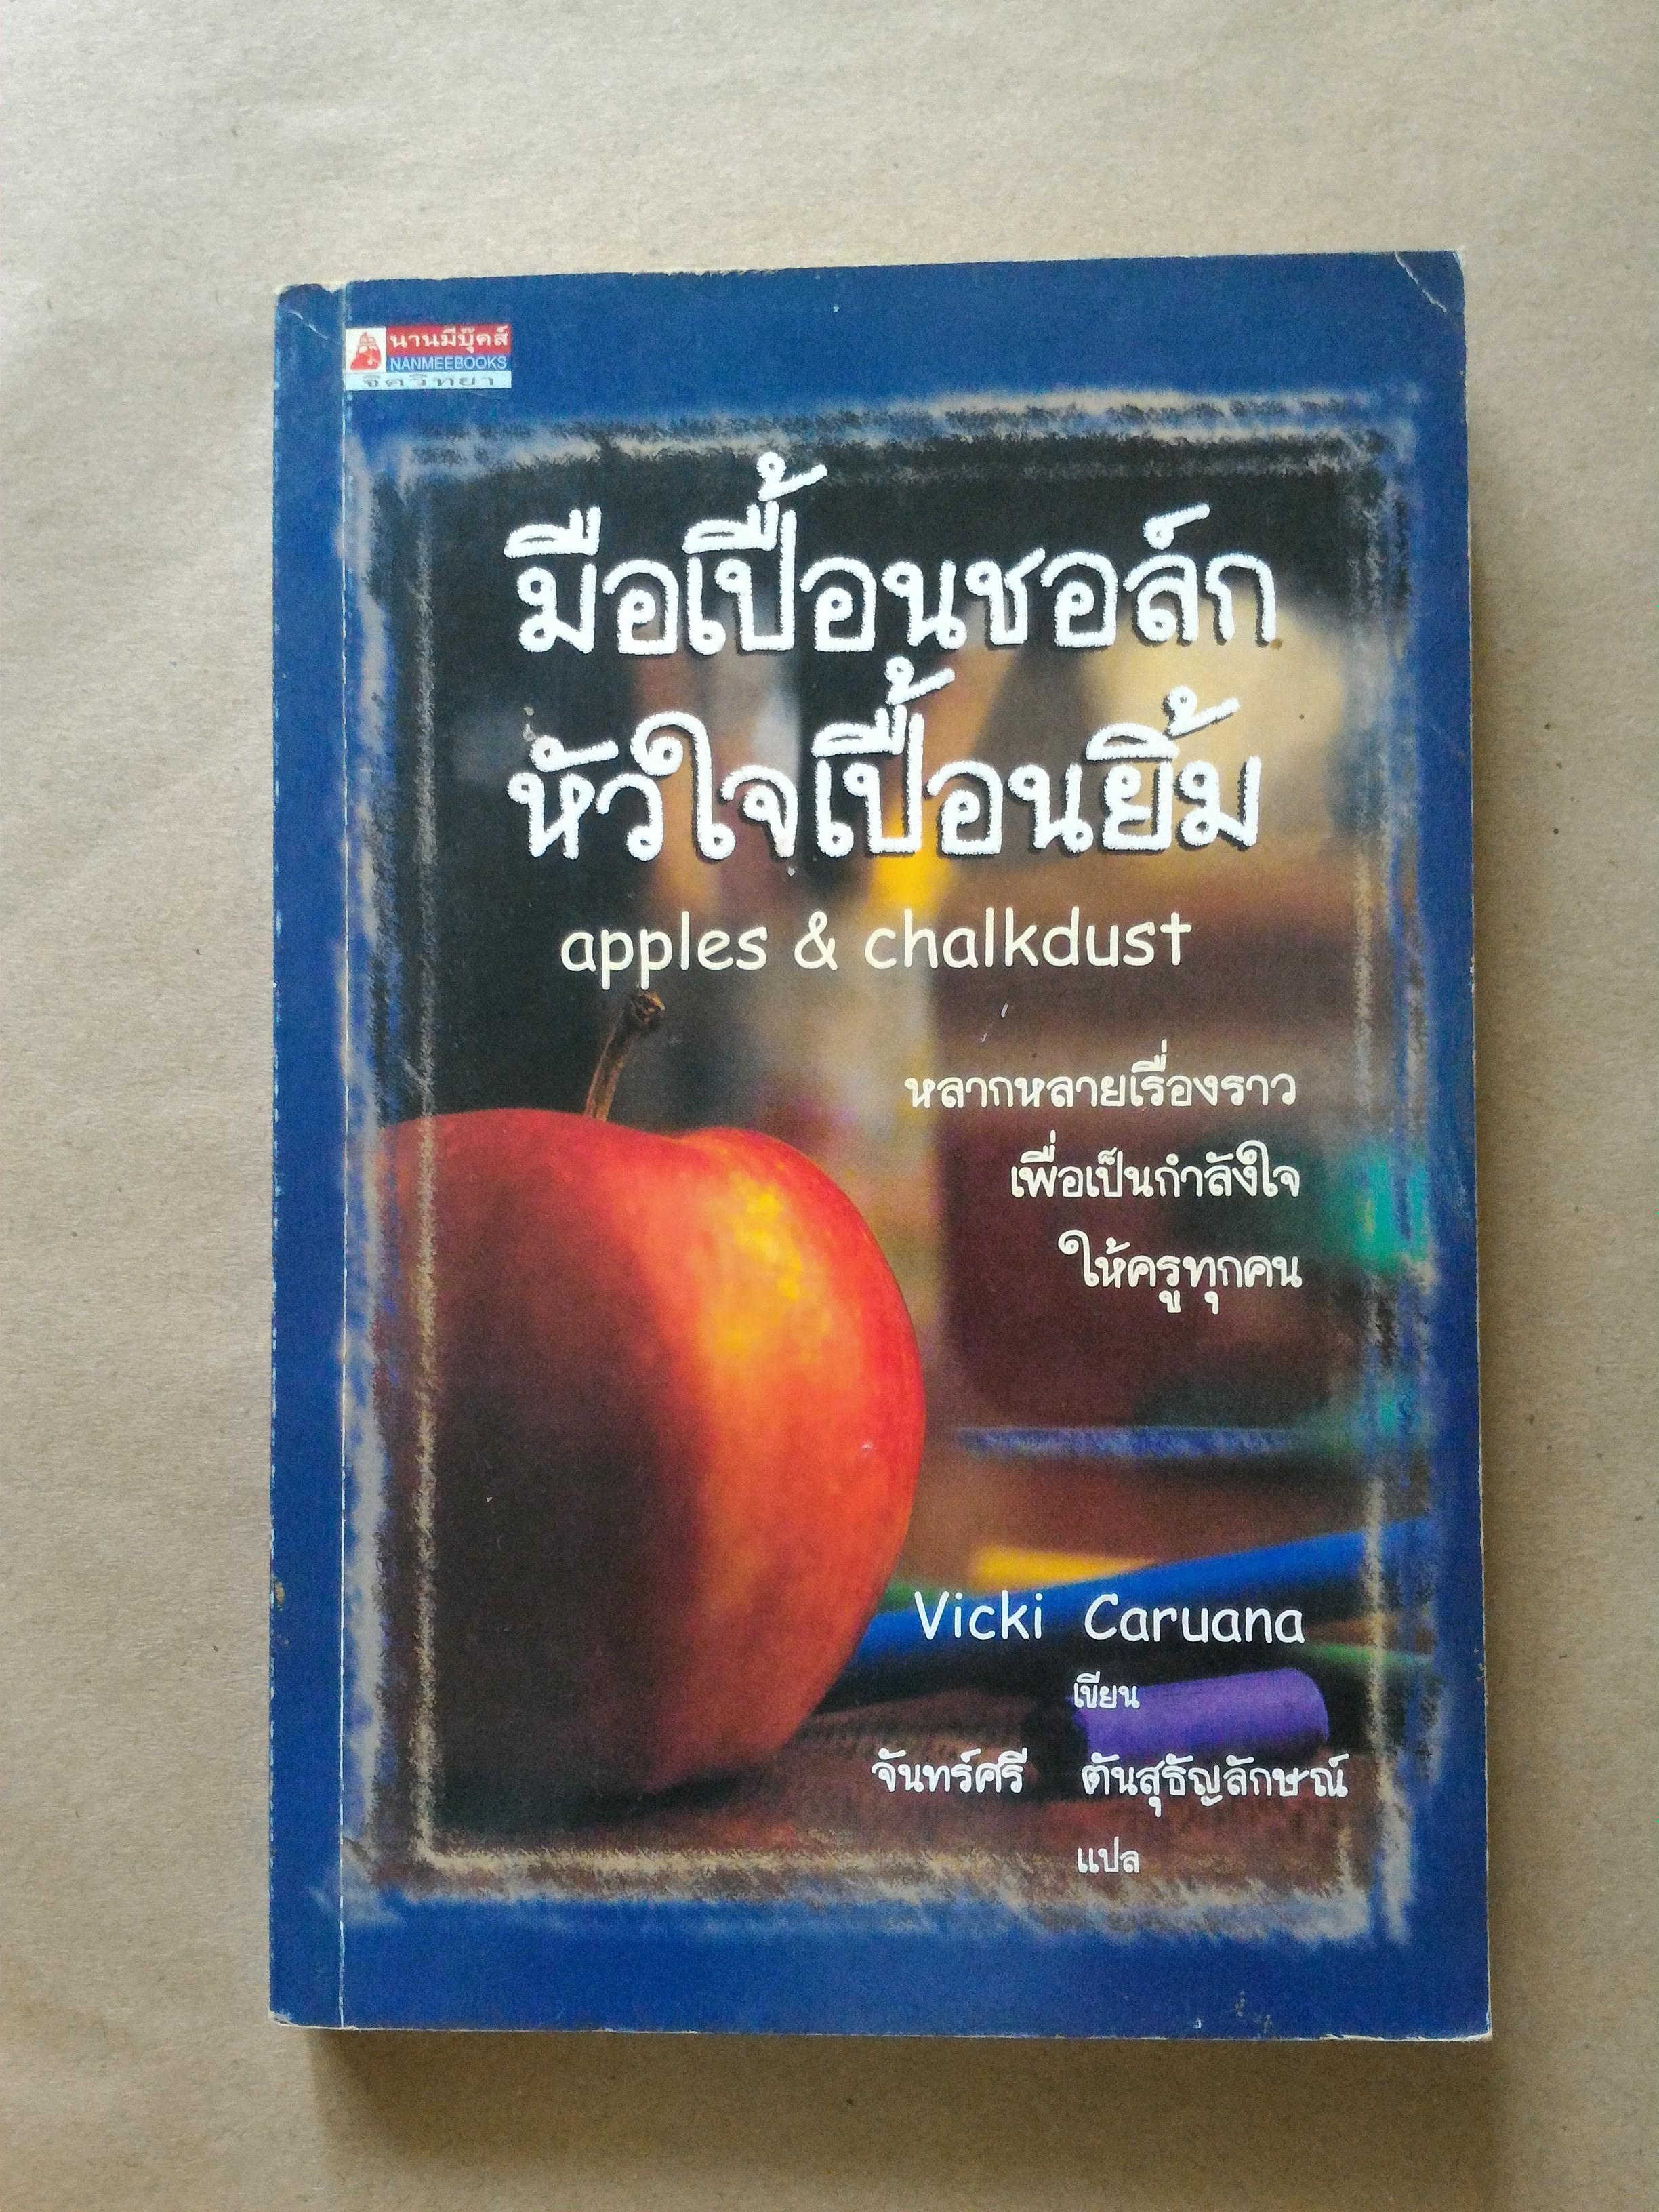 นานมีบุ๊คส์
NANMEEBOOKS
จิตวิทยา
มือเปื้อนชอล์ก
หัวใจเปื้อนยิ้ม
apples & chalkdust
หลากหลายเรื่องราว
เพื่อเป็นกำลังใจ
ให้ครูทุกคน
Vicki Caruana
เขียน
จันทร์ศรี ตันสุธัญลักษณ์
แปล